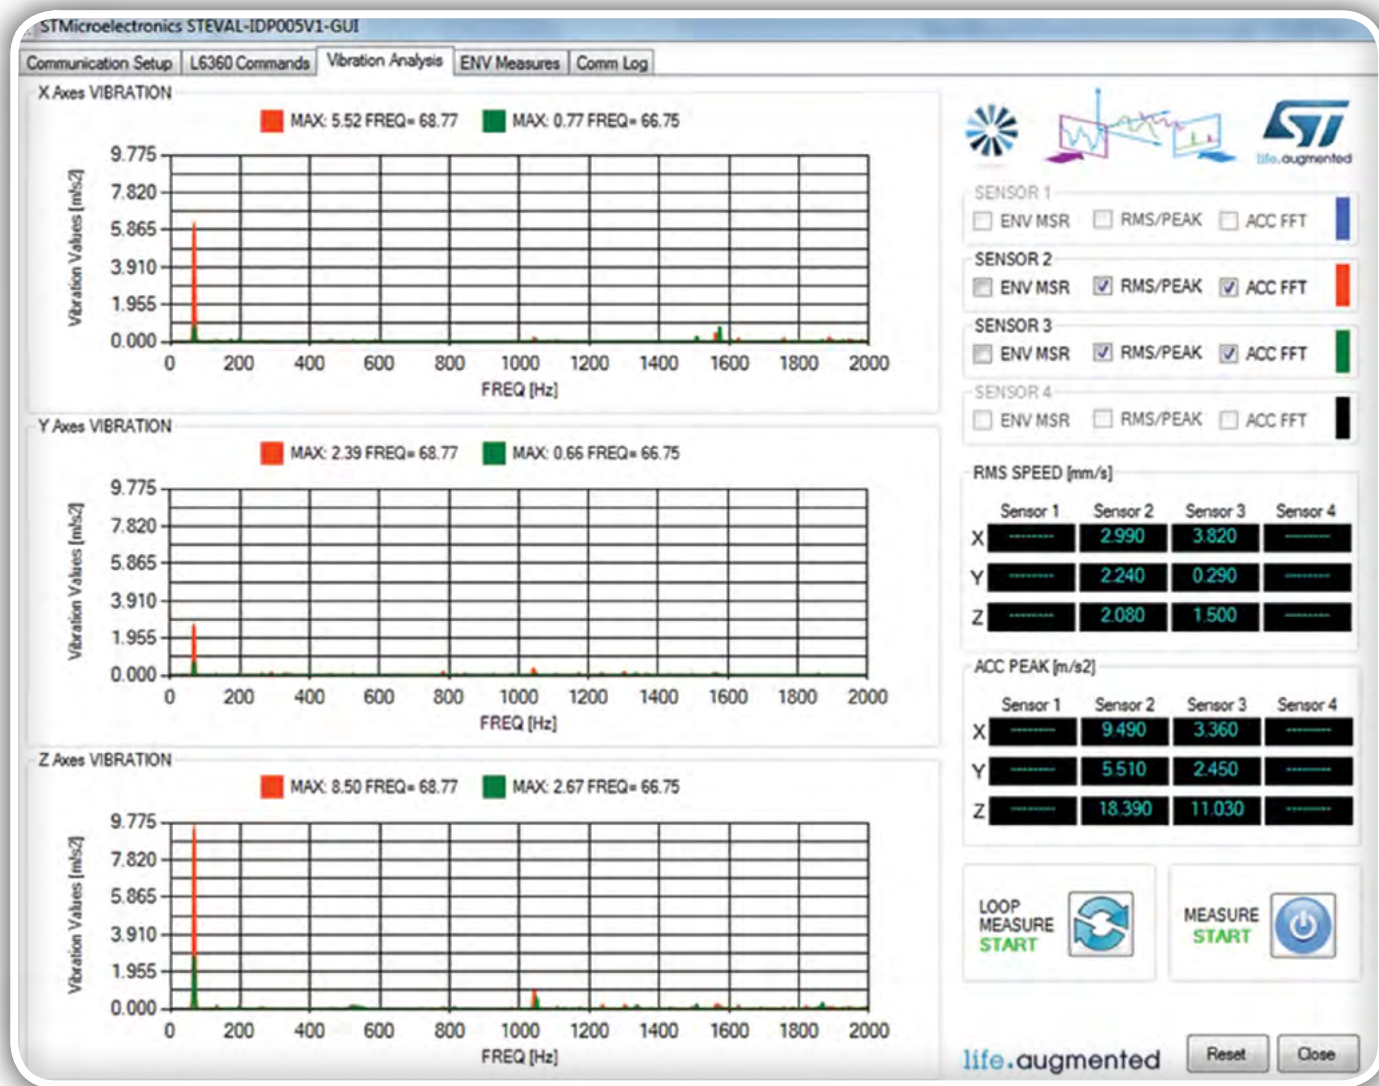 STMicroelectronics STEVAL-IDP005V1-GUI
Communication Setup L6360 Commands Vibration Analysis ENV Measures Comm Log
X Axes VIBRATION
MAX: 5.52 FREQ= 68.77 MAX: 0.77 FREQ= 66.75
Vibration Values [m/s2]
9.775
7.820
5.865
3.910
1.955
0.000
0 200 400 600 800 1000 1200 1400 1600 1800 2000
FREQ [Hz]
Y Axes VIBRATION
MAX: 2.39 FREQ= 68.77 MAX: 0.66 FREQ= 66.75
Vibration Values [m/s2]
9.775
7.820
5.865
3.910
1.955
0.000
0 200 400 600 800 1000 1200 1400 1600 1800 2000
FREQ [Hz]
Z Axes VIBRATION
MAX: 8.50 FREQ= 68.77 MAX: 2.67 FREQ= 66.75
Vibration Values [m/s2]
9.775
7.820
5.865
3.910
1.955
0.000
0 200 400 600 800 1000 1200 1400 1600 1800 2000
FREQ [Hz]
ST
life.augmented
SENSOR 1
ENV MSR RMS/PEAK ACC FFT
SENSOR 2
ENV MSR RMS/PEAK ACC FFT
SENSOR 3
ENV MSR RMS/PEAK ACC FFT
SENSOR 4
ENV MSR RMS/PEAK ACC FFT
RMS SPEED [mm/s]
Sensor 1 Sensor 2 Sensor 3 Sensor 4
X -------- 2.990 3.820 --------
Y -------- 2.240 0.290 --------
Z -------- 2.080 1.500 --------
ACC PEAK [m/s2]
Sensor 1 Sensor 2 Sensor 3 Sensor 4
X -------- 9.490 3.360 --------
Y -------- 5.510 2.450 --------
Z -------- 18.390 11.030 --------
LOOP
MEASURE
START
MEASURE
START
life.augmented
Reset Close